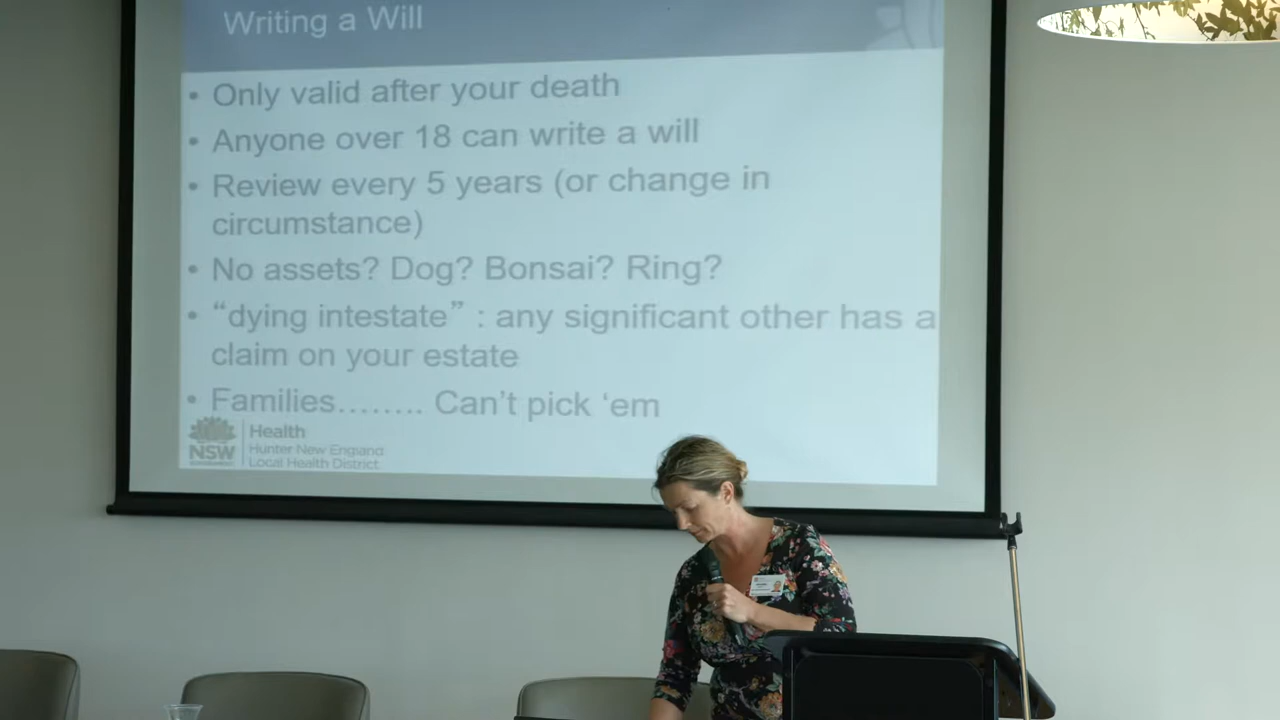 Writing a Will
• Only valid after your death
• Anyone over 18 can write a will
• Review every 5 years (or change in
circumstance)
• No assets? Dog? Bonsai? Ring?
• “dying intestate” : any significant other has a
claim on your estate
• Families........ Can't pick ‘em
NSW
Health
Hunter New England
Local Health District